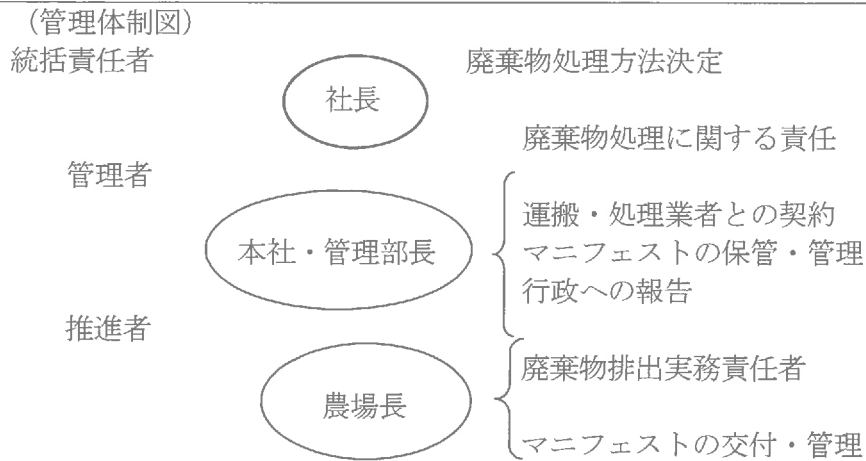 （管理体制図）
統括責任者
社長
廃棄物処理方法決定
廃棄物処理に関する責任
管理者
本社・管理部長
運搬・処理業者との契約
マニフェストの保管・管理
行政への報告
推進者
農場長
廃棄物排出実務責任者
マニフェストの交付・管理